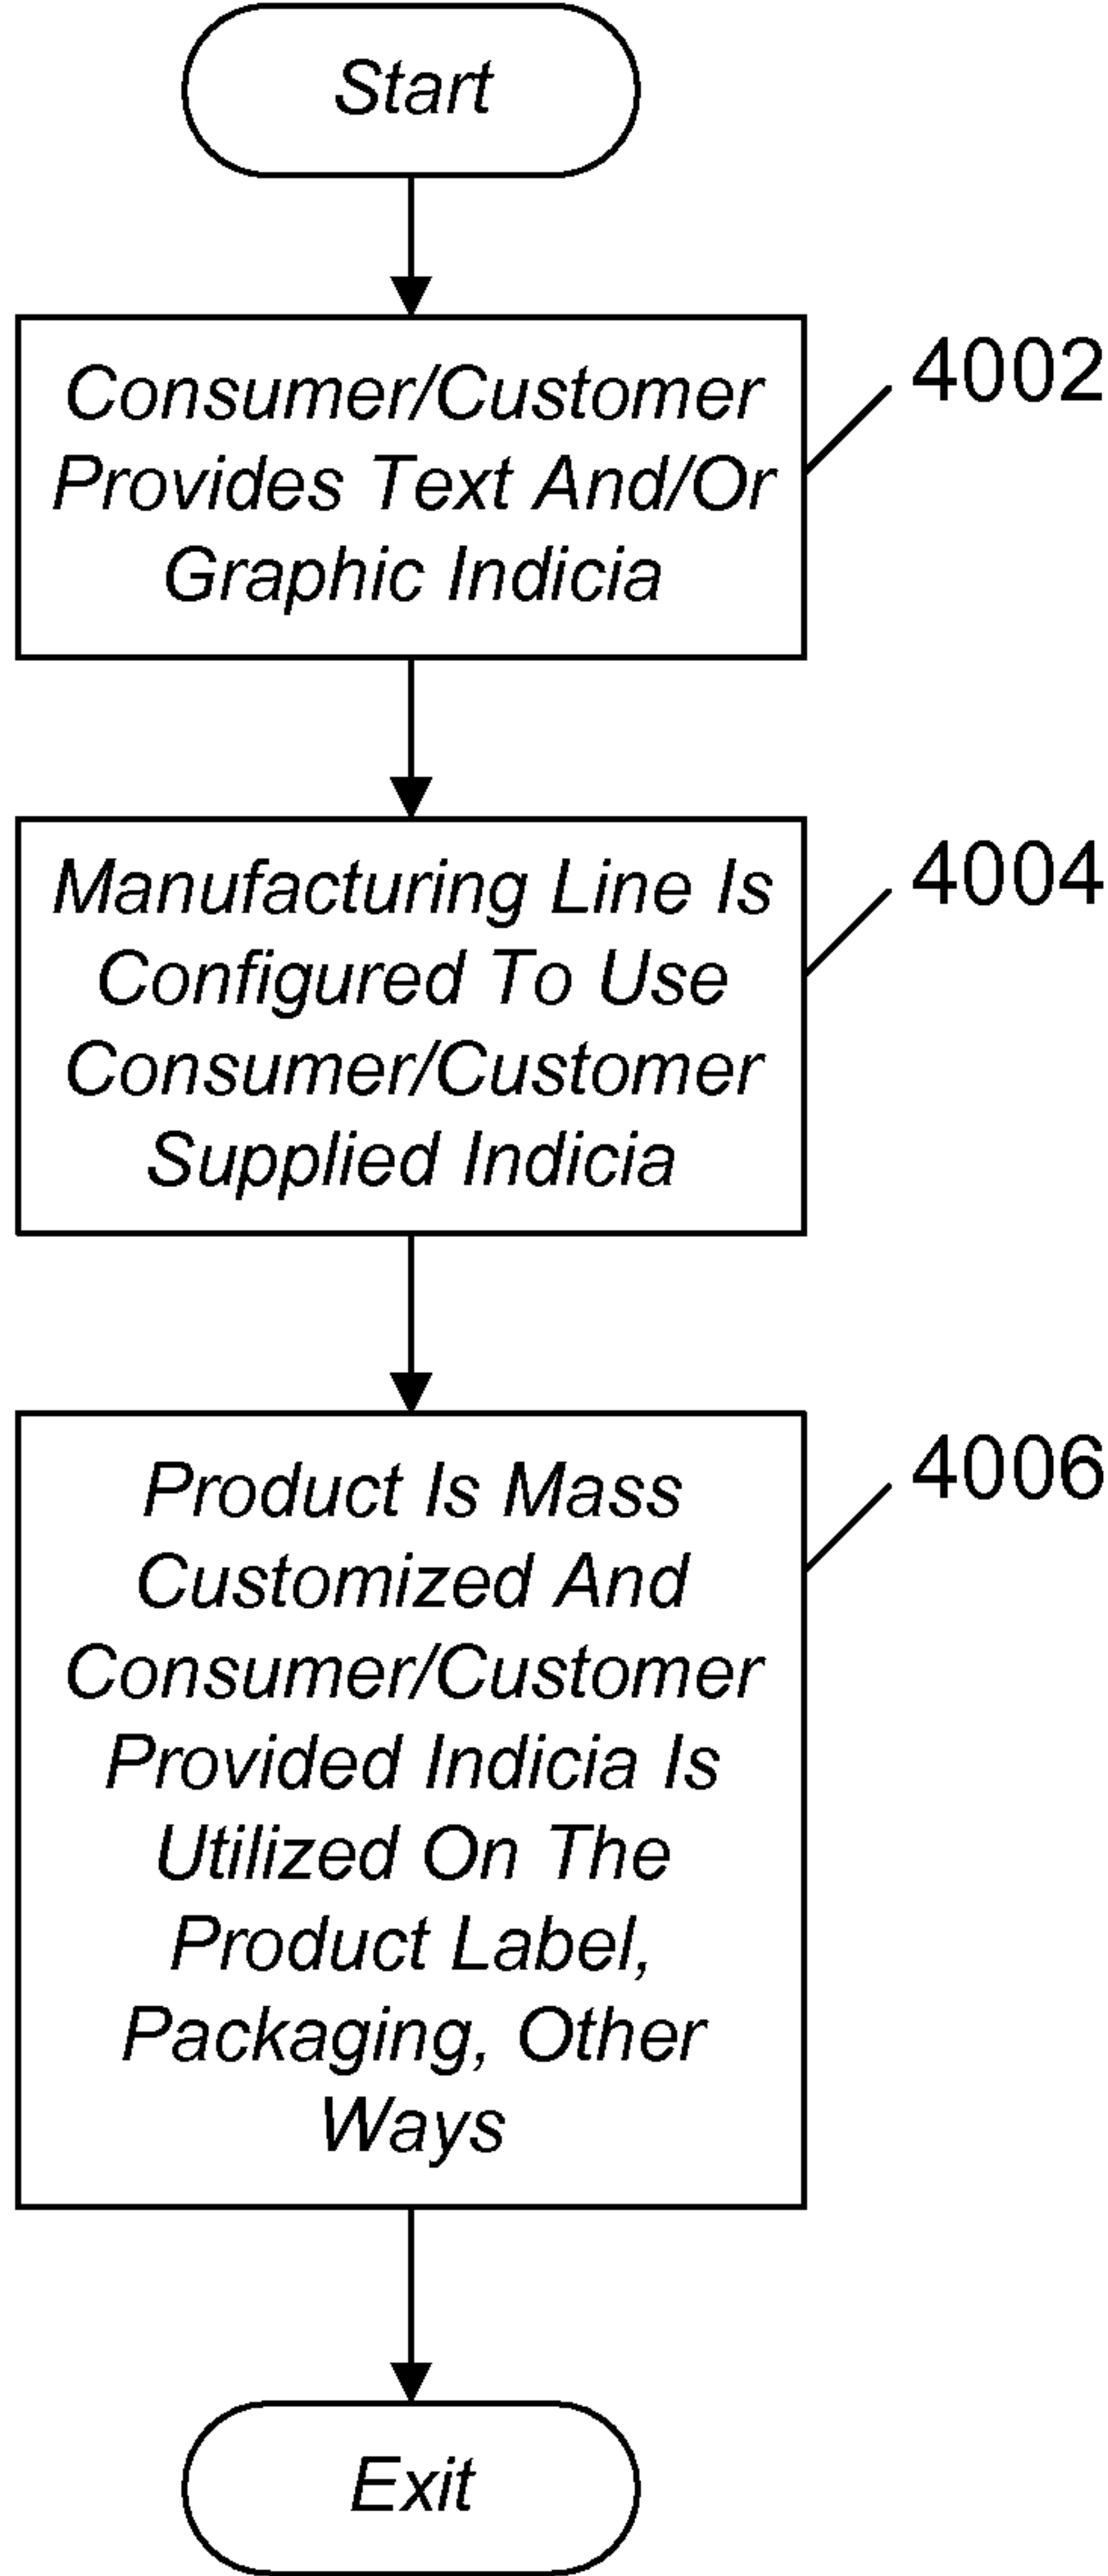 Start
Consumer/Customer
Provides Text And/Or
Graphic Indicia
4002
Manufacturing Line Is
Configured To Use
Consumer/Customer
Supplied Indicia
4004
Product Is Mass
Customized And
Consumer/Customer
Provided Indicia Is
Utilized On The
Product Label,
Packaging, Other
Ways
4006
Exit